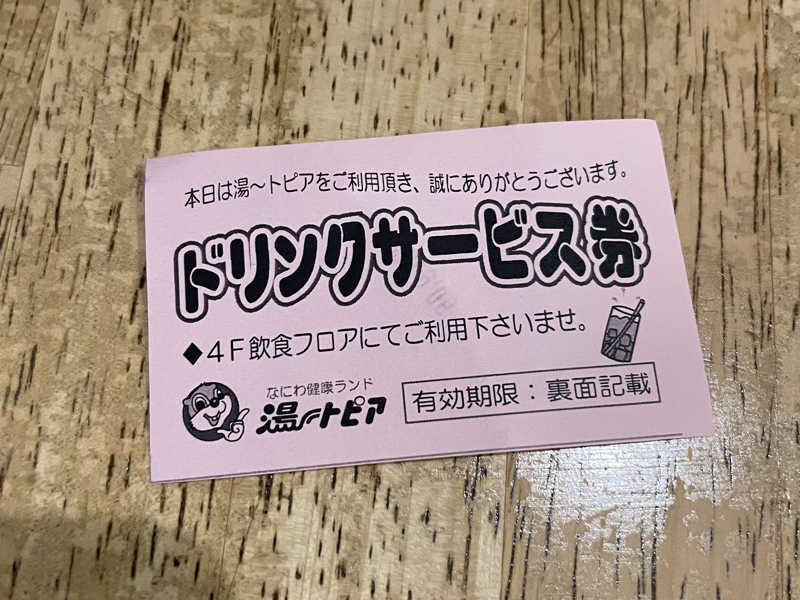 本日は湯〜トピアをご利用頂き、誠にありがとうございます。
ドリンクサービス券
◆4F飲食フロアにてご利用下さいませ。
なにわ健康ランド
湯〜トピア
有効期限：裏面記載